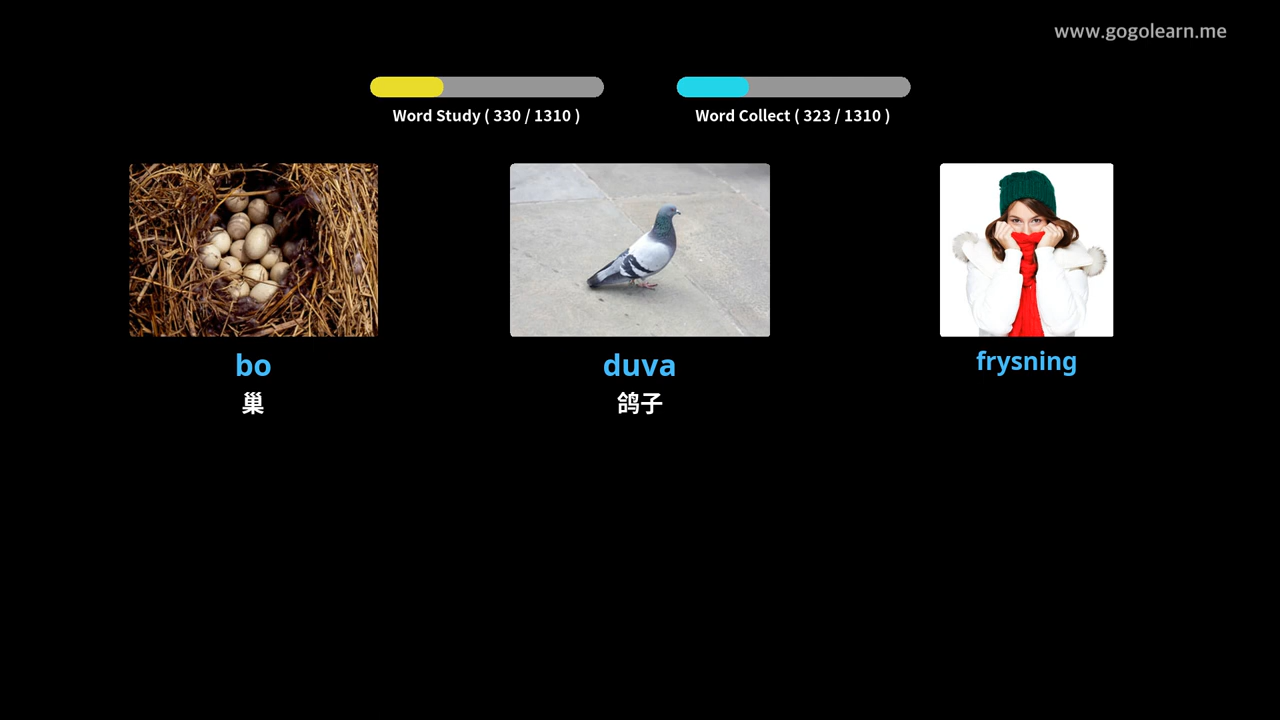 www.gogolearn.me
Word Study ( 330 / 1310 )
Word Collect ( 323 / 1310 )
bo
duva
frysning
巢
鸽子